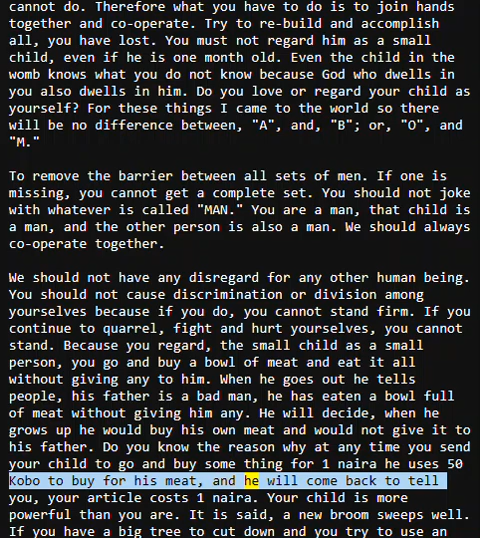 cannot do. Therefore what you have to do is to join hands
together and co-operate. Try to re-build and accomplish
all, you have lost. You must not regard him as a small
child, even if he is one month old. Even the child in the
womb knows what you do not know because God who dwells in
you also dwells in him. Do you love or regard your child as
yourself? For these things I came to the world so there
will be no difference between, "A", and, "B"; or, "O", and
"M."

To remove the barrier between all sets of men. If one is
missing, you cannot get a complete set. You should not joke
with whatever is called "MAN." You are a man, that child is
a man, and the other person is also a man. We should always
co-operate together.

We should not have any disregard for any other human being.
You should not cause discrimination or division among
yourselves because if you do, you cannot stand firm. If you
continue to quarrel, fight and hurt yourselves, you cannot
stand. Because you regard, the small child as a small
person, you go and buy a bowl of meat and eat it all
without giving any to him. When he goes out he tells
people, his father is a bad man, he has eaten a bowl full
of meat without giving him any. He will decide, when he
grows up he would buy his own meat and would not give it to
his father. Do you know the reason why at any time you send
your child to go and buy some thing for 1 naira he uses 50
Kobo to buy for his meat, and he will come back to tell
you, your article costs 1 naira. Your child is more
powerful than you are. It is said, a new broom sweeps well.
If you have a big tree to cut down and you try to use an